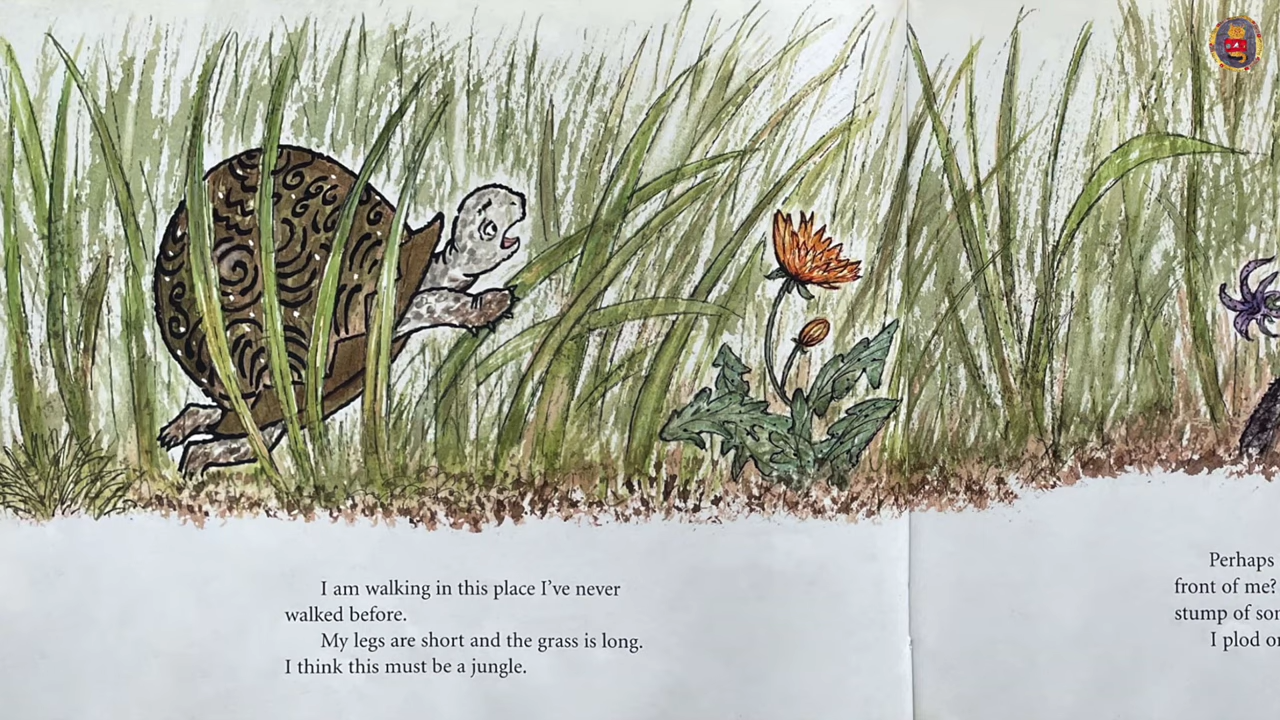 I am walking in this place I've never
walked before.
My legs are short and the grass is long.
I think this must be a jungle.
Perhaps
front of me?
stump of
I plod